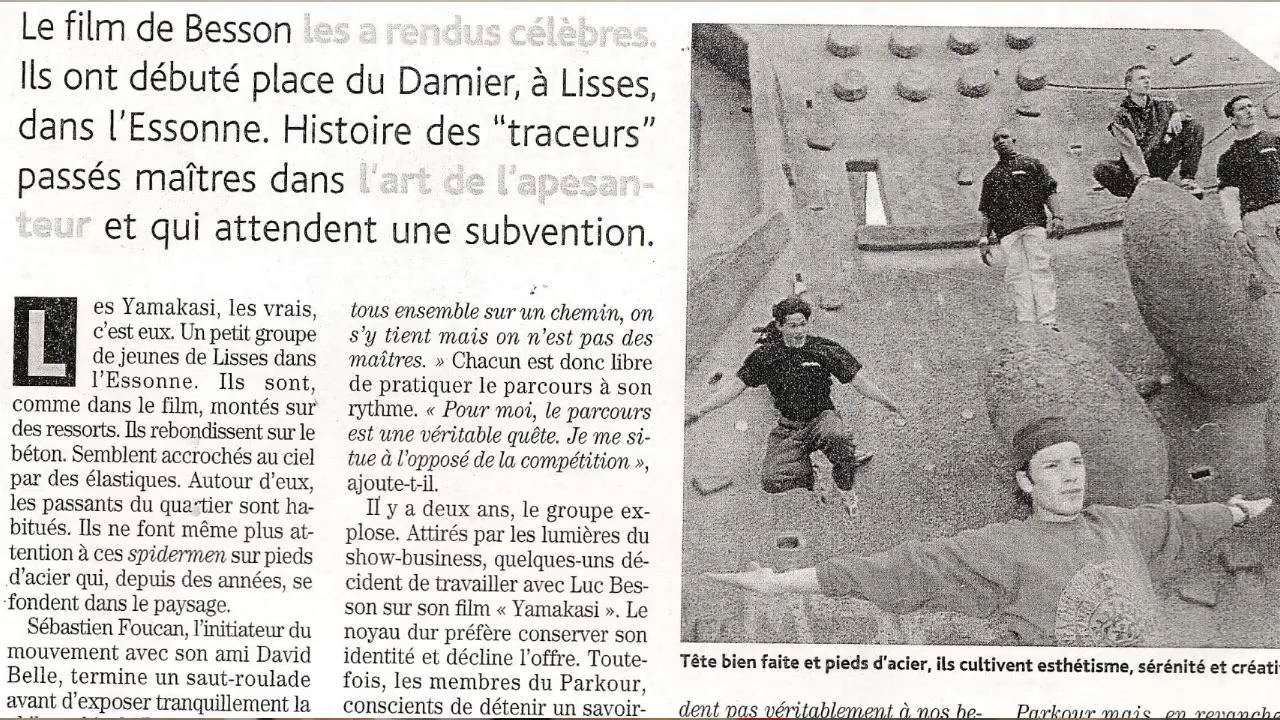 Le film de Besson les a rendus célèbres.
Ils ont débuté place du Damier, à Lisses,
dans l'Essonne. Histoire des "traceurs"
passés maîtres dans l'art de l'apesan-
teur et qui attendent une subvention.
Les Yamakasi, les vrais,
c'est eux. Un petit groupe
de jeunes de Lisses dans
l'Essonne. Ils sont,
comme dans le film, montés sur
des ressorts. Ils rebondissent sur le
béton. Semblent accrochés au ciel
par des élastiques. Autour d'eux,
les passants du quartier sont ha-
bitués. Ils ne font même plus at-
tention à ces spidermen sur pieds
d'acier qui, depuis des années, se
fondent dans le paysage.
Sébastien Foucan, l'initiateur du
mouvement avec son ami David
Belle, termine un saut-roulade
avant d'exposer tranquillement la
tous ensemble sur un chemin, on
s'y tient mais on n'est pas des
maîtres. » Chacun est donc libre
de pratiquer le parcours à son
rythme. « Pour moi, le parcours
est une véritable quête. Je me si-
tue à l'opposé de la compétition »,
ajoute-t-il.
Il y a deux ans, le groupe ex-
plose. Attirés par les lumières du
show-business, quelques-uns dé-
cident de travailler avec Luc Bes-
son sur son film « Yamakasi ». Le
noyau dur préfère conserver son
identité et décline l'offre. Toute-
fois, les membres du Parkour,
conscients de détenir un savoir-
Tête bien faite et pieds d'acier, ils cultivent esthétisme, sérénité et créati
dent pas véritablement à nos be-
Parkour mais, en revanche